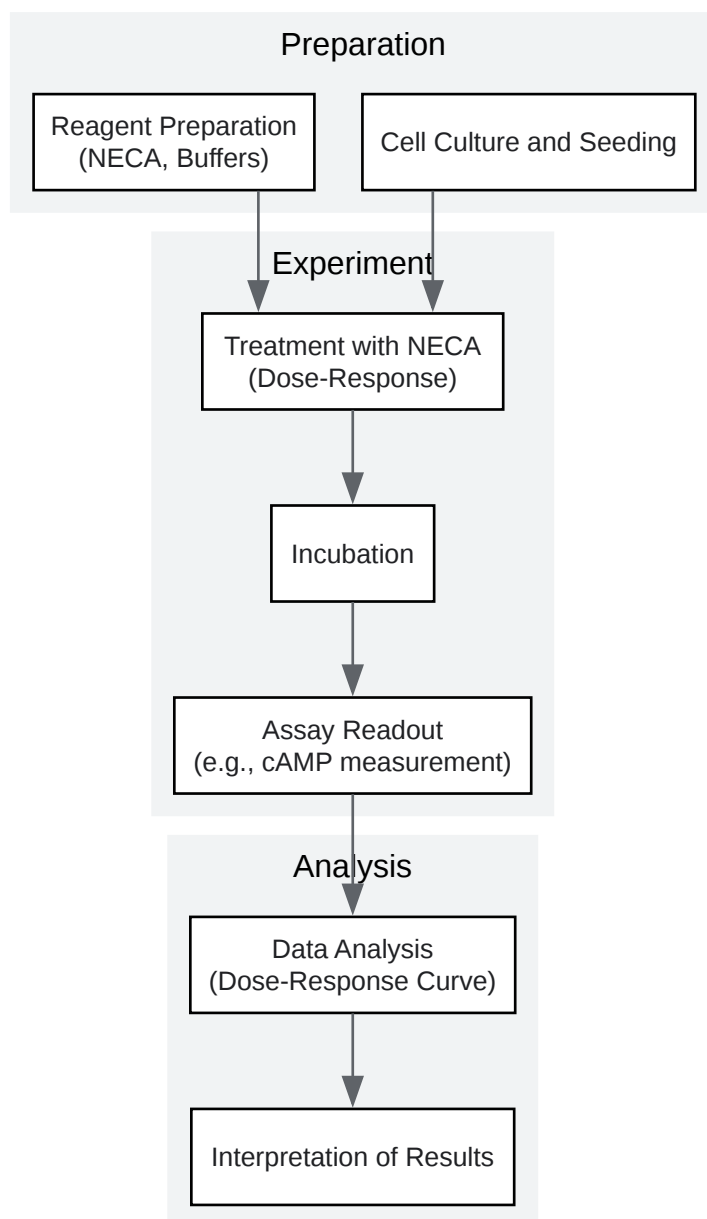 Preparation
Reagent Preparation
(NECA, Buffers)
Cell Culture and Seeding
Experiment
Treatment with NECA
(Dose-Response)
Incubation
Assay Readout
(e.g., cAMP measurement)
Analysis
Data Analysis
(Dose-Response Curve)
Interpretation of Results